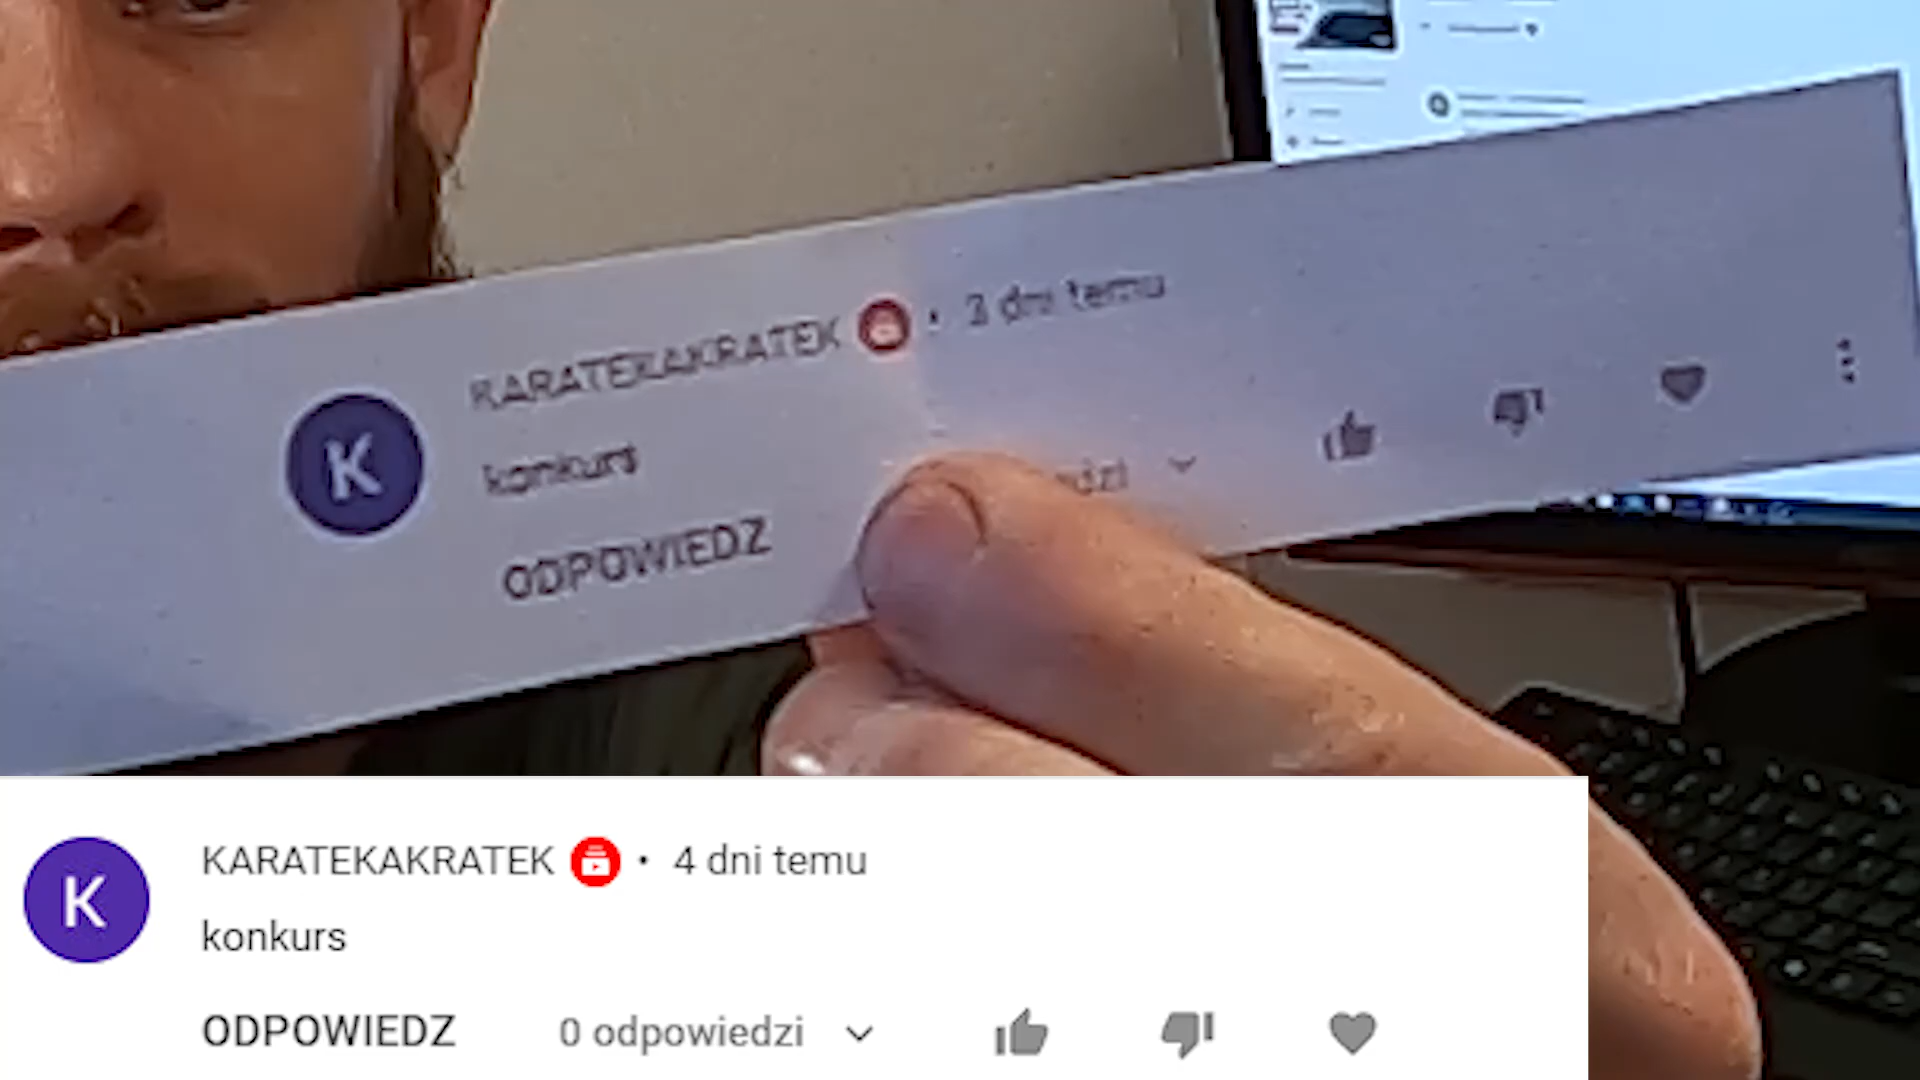 KARATEKAKRATEK • 3 dni temu
konkurs
ODPOWIEDZ
K
KARATEKAKRATEK • 4 dni temu
K
konkurs
ODPOWIEDZ 0 odpowiedzi